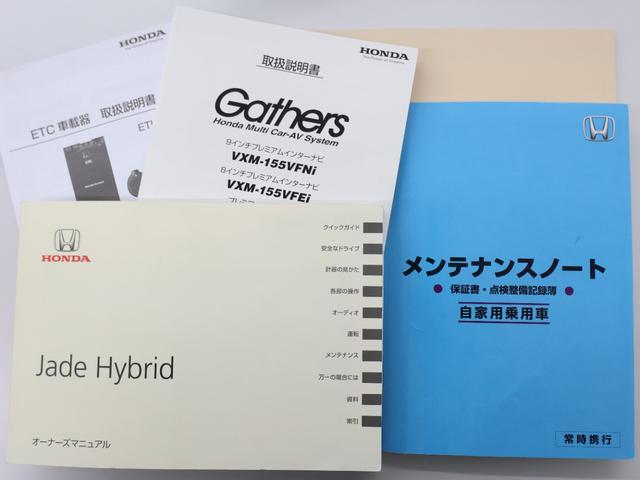 HONDA
The Power of Dreams
ETC 車載器 取扱説明書
HONDA
The Power of Dreams
取扱説明書
Gathers
Honda Multi Car-AV System
9インチプレミアムインターナビ
VXM-155VFNi
8インチプレミアムインターナビ
VXM-155VFEi
HONDA
Jade Hybrid
オーナーズマニュアル
クイックガイド
安全なドライブ
計器の見かた
各部の操作
オーディオ
運転
メンテナンス
万一の場合には
資料
索引
メンテナンスノート
● 保証書・点検整備記録簿 ●
自家用乗用車
常時携行